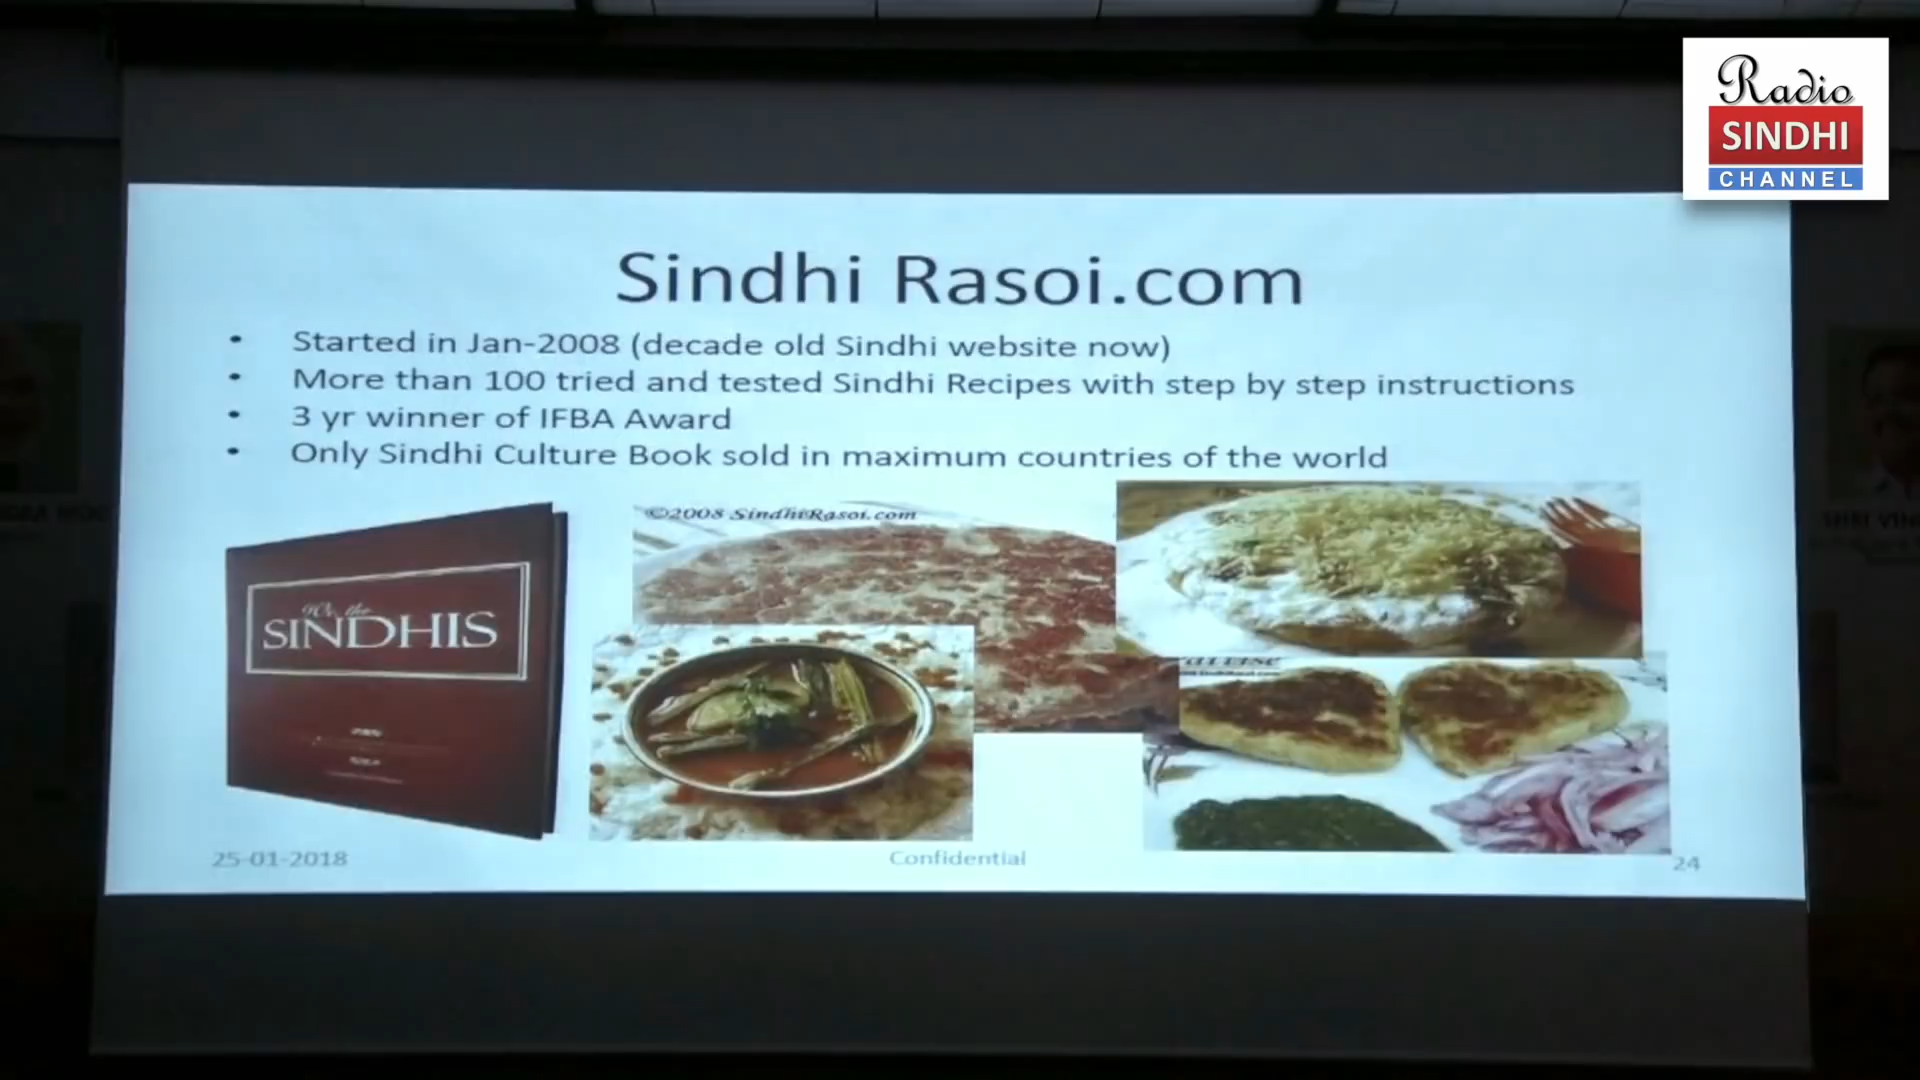 Radio
SINDHI
CHANNEL
Sindhi Rasoi.com
• Started in Jan-2008 (decade old Sindhi website now)
• More than 100 tried and tested Sindhi Recipes with step by step instructions
• 3 yr winner of IFBA Award
• Only Sindhi Culture Book sold in maximum countries of the world
©2008 SindhiRasoi.com
We the
SINDHIS
25-01-2018
Confidential
24